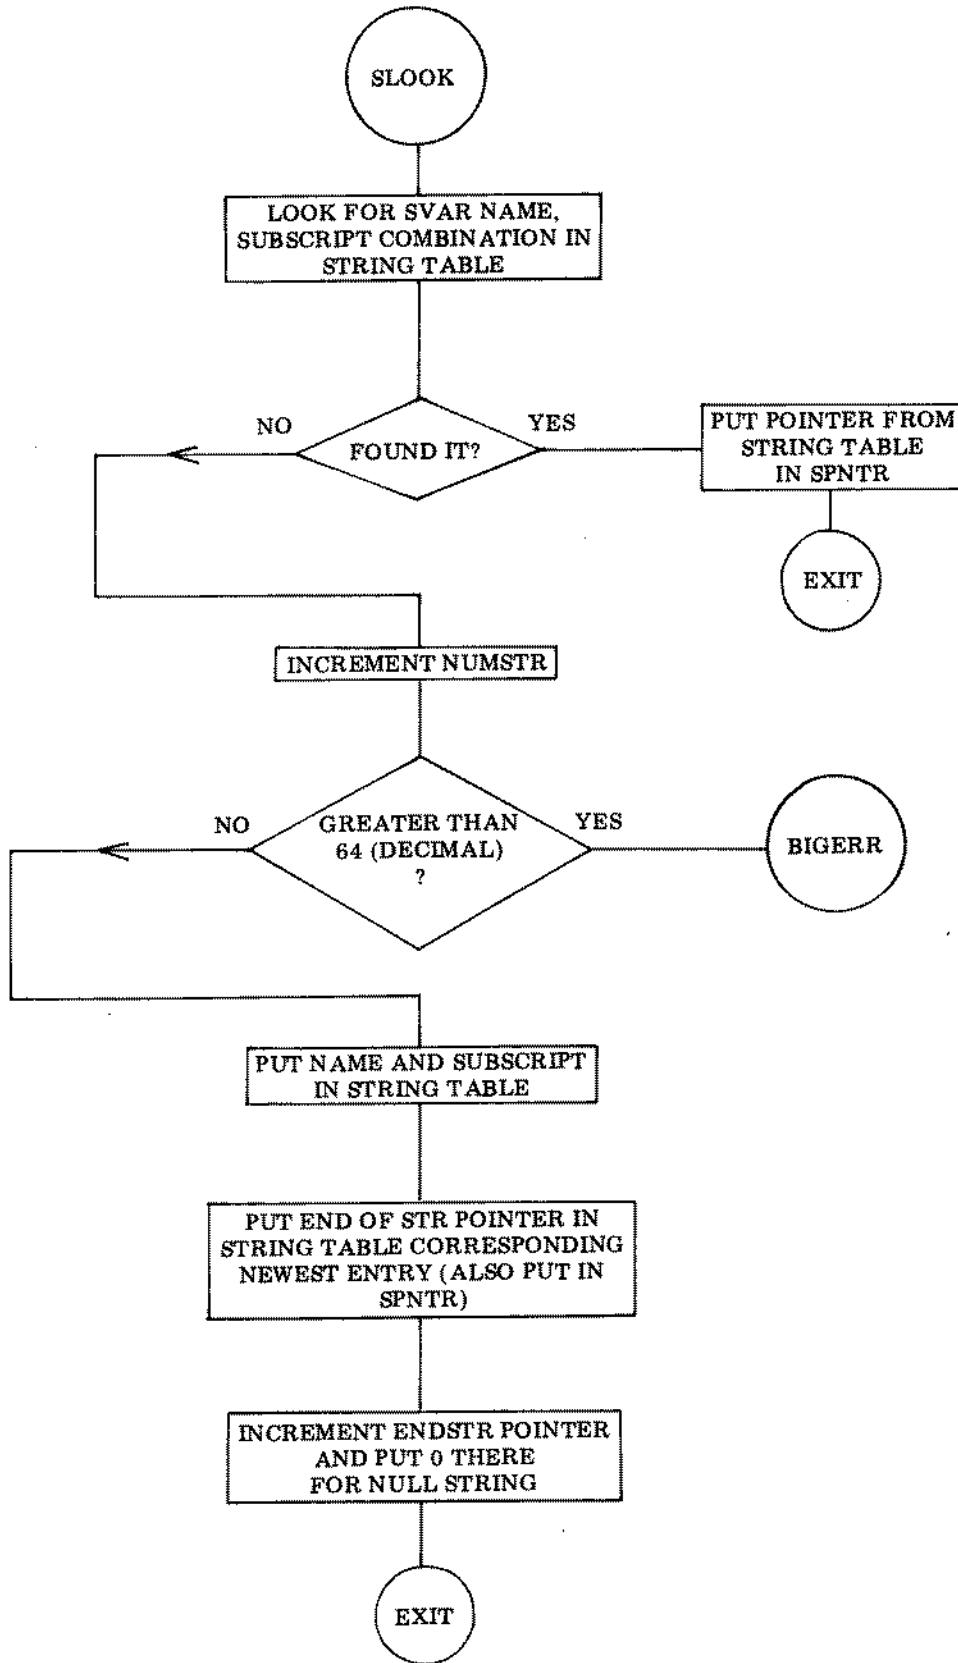 SLOOK
LOOK FOR SVAR NAME,
SUBSCRIPT COMBINATION IN
STRING TABLE
NO
YES
FOUND IT?
PUT POINTER FROM
STRING TABLE
IN SPNTR
EXIT
INCREMENT NUMSTR
NO
GREATER THAN
64 (DECIMAL)
?
YES
BIGERR
PUT NAME AND SUBSCRIPT
IN STRING TABLE
PUT END OF STR POINTER IN
STRING TABLE CORRESPONDING
NEWEST ENTRY (ALSO PUT IN
SPNTR)
INCREMENT ENDSTR POINTER
AND PUT 0 THERE
FOR NULL STRING
EXIT